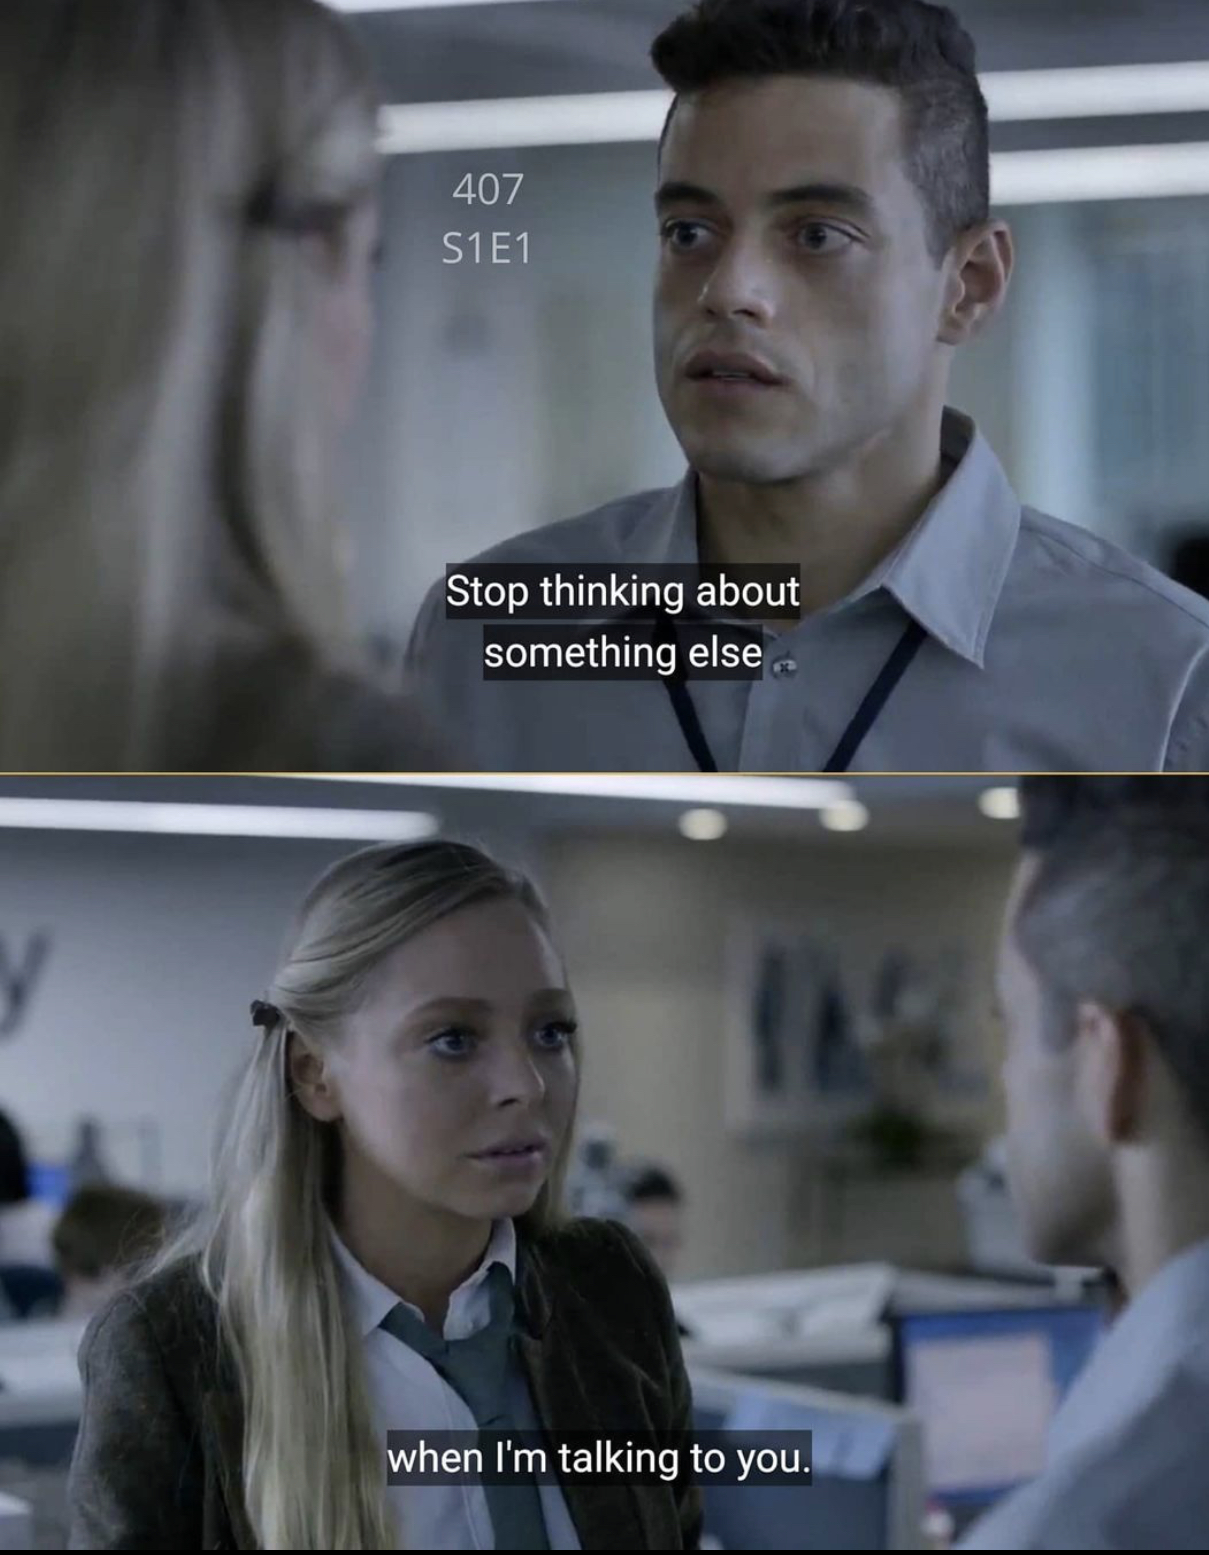 407
S1E1
Stop thinking about
something else
y
when I'm talking to you.